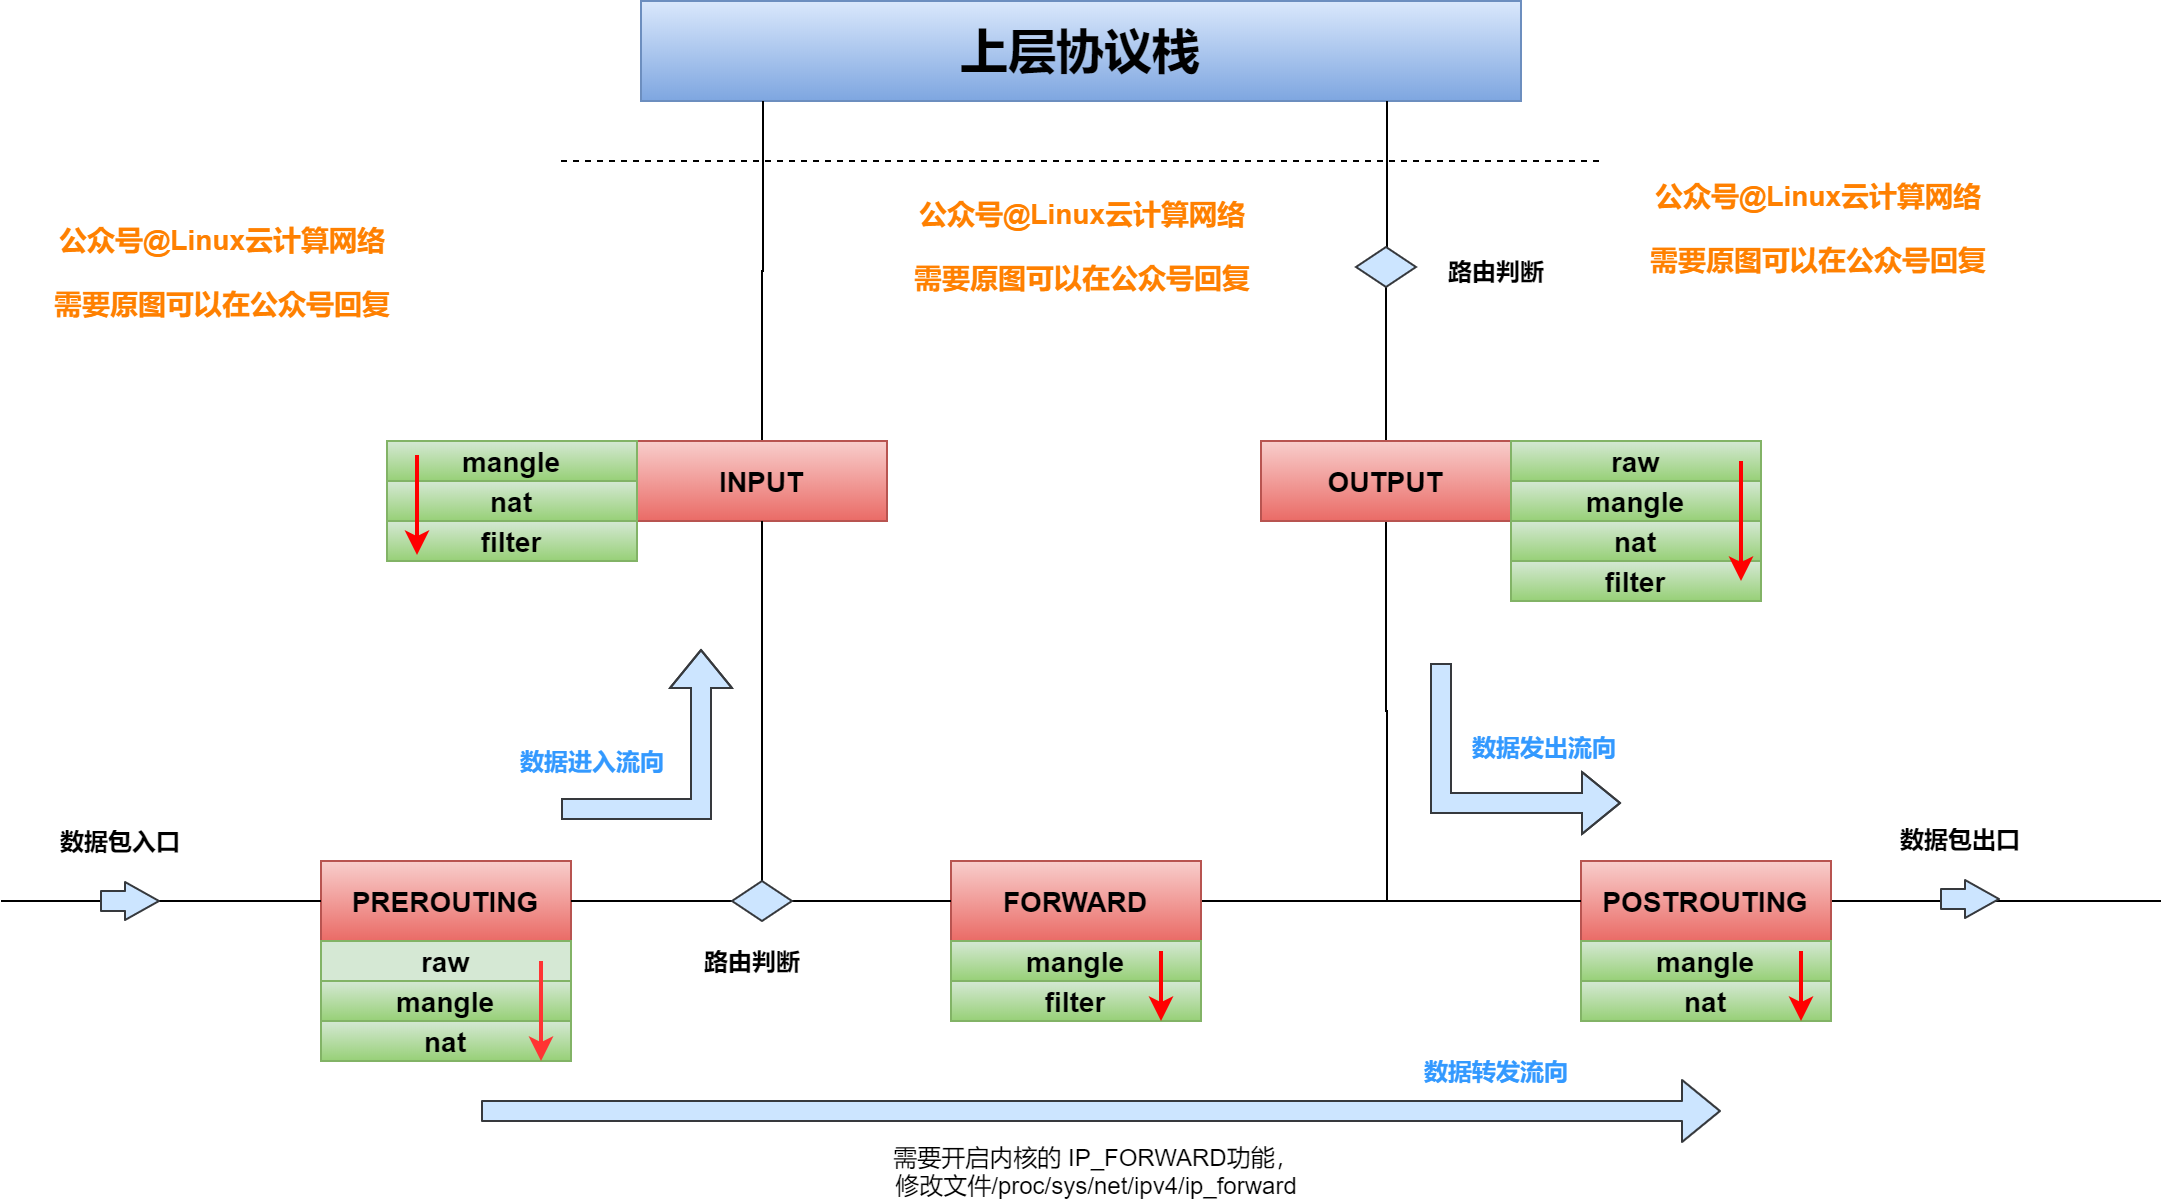 上层协议栈
公众号@Linux云计算网络
需要原图可以在公众号回复
公众号@Linux云计算网络
需要原图可以在公众号回复
公众号@Linux云计算网络
需要原图可以在公众号回复
路由判断
mangle
nat
filter
INPUT
OUTPUT
raw
mangle
nat
filter
数据进入流向
数据发出流向
数据包入口
数据包出口
PREROUTING
raw
mangle
nat
路由判断
FORWARD
mangle
filter
POSTROUTING
mangle
nat
数据转发流向
需要开启内核的 IP_FORWARD功能，
修改文件/proc/sys/net/ipv4/ip_forward